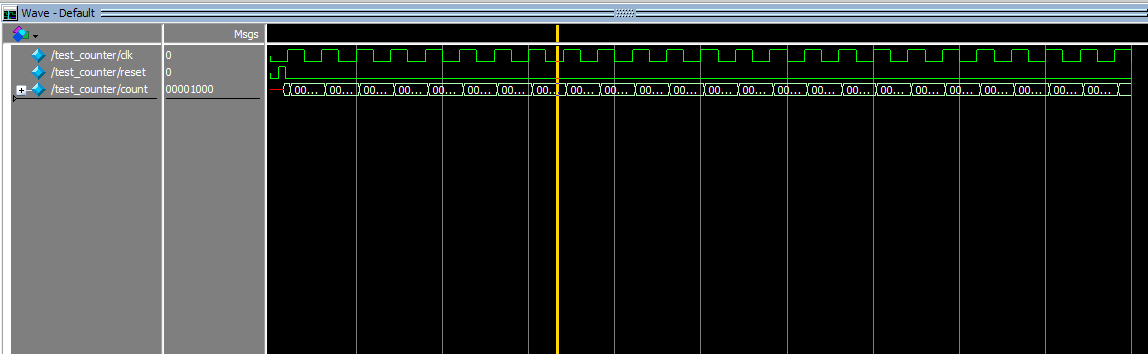 Wave - Default
Msgs
/test_counter/clk 0
/test_counter/reset 0
/test_counter/count 00001000 00... 00... 00... 00... 00... 00... 00... 00... 00... 00... 00... 00... 00... 00... 00... 00... 00... 00... 00... 00... 00... 00... 00... 00...